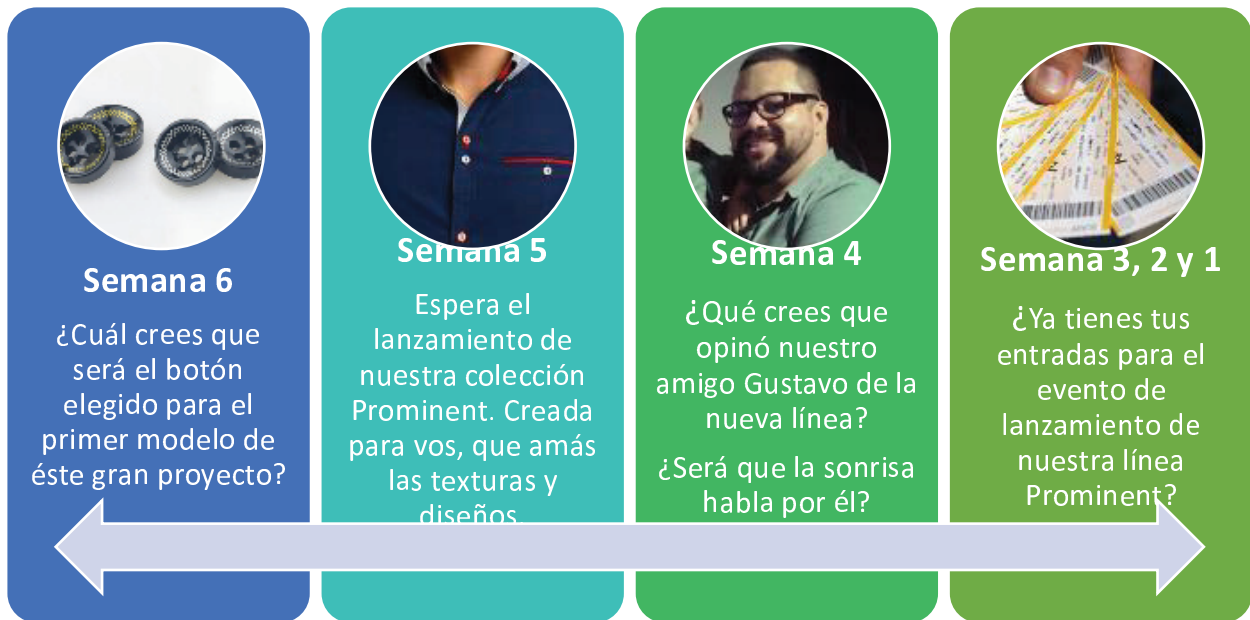 Semana 6
¿Cuál crees que
será el botón
elegido para el
primer modelo de
éste gran proyecto?
Semana 5
Espera el
lanzamiento de
nuestra colección
Prominent. Creada
para vos, que amás
las texturas y
diseños.
Semana 4
¿Qué crees que
opinó nuestro
amigo Gustavo de la
nueva línea?
¿Será que la sonrisa
habla por él?
Semana 3, 2 y 1
¿Ya tienes tus
entradas para el
evento de
lanzamiento de
nuestra línea
Prominent?